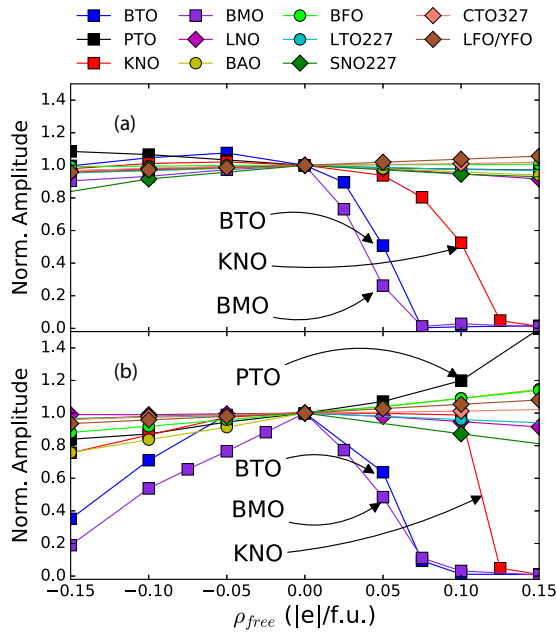 BTO BMO BFO CTO327
PTO LNO LTO227 LFO/YFO
KNO BAO SNO227
1.4
1.2
1.0
0.8
0.6
0.4
0.2
0.0
Norm. Amplitude
(a)
BTO
KNO
BMO
1.4
1.2
1.0
0.8
0.6
0.4
0.2
0.0
Norm. Amplitude
(b)
PTO
BTO
BMO
KNO
−0.15 −0.10 −0.05 0.00 0.05 0.10 0.15
ρfree (|e|/f.u.)